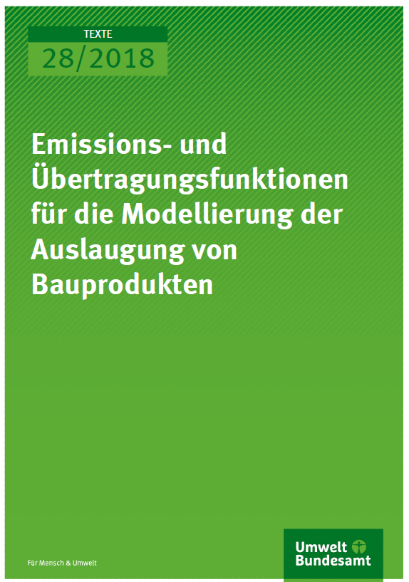 TEXTE
28/2018
Emissions- und
Übertragungsfunktionen
für die Modellierung der
Auslaugung von
Bauprodukten
Für Mensch & Umwelt
Umwelt
Bundesamt